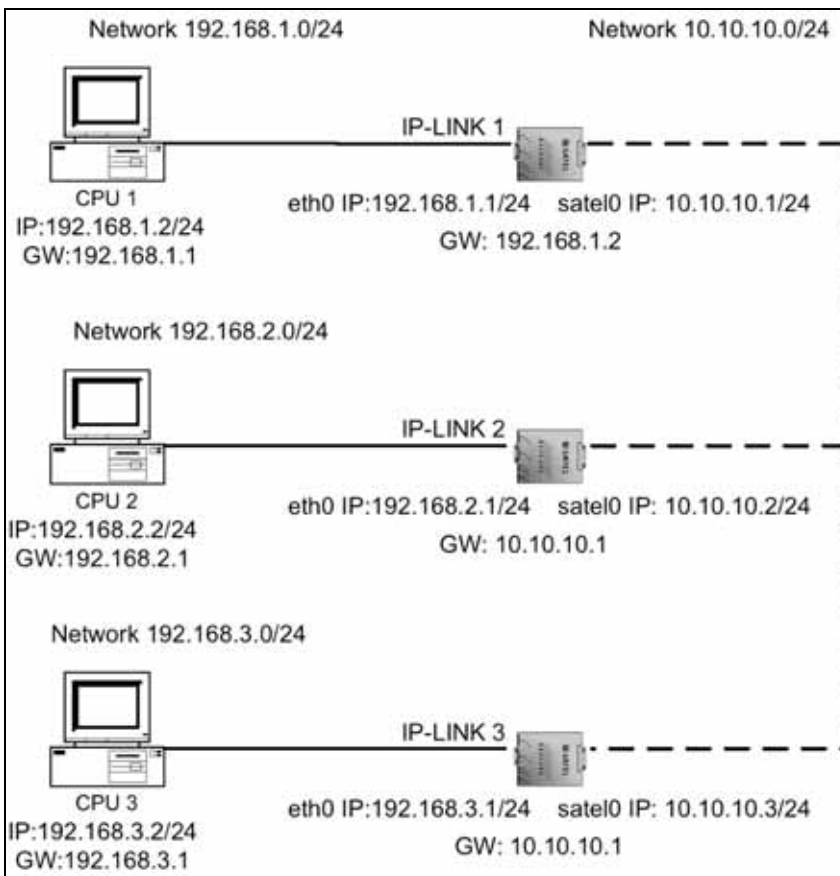 Network 192.168.1.0/24
Network 10.10.10.0/24
IP-LINK 1
CPU 1
IP:192.168.1.2/24
GW:192.168.1.1
eth0 IP:192.168.1.1/24
satel0 IP: 10.10.10.1/24
GW: 192.168.1.2
Network 192.168.2.0/24
IP-LINK 2
CPU 2
IP:192.168.2.2/24
GW:192.168.2.1
eth0 IP:192.168.2.1/24
satel0 IP: 10.10.10.2/24
GW: 10.10.10.1
Network 192.168.3.0/24
IP-LINK 3
CPU 3
IP:192.168.3.2/24
GW:192.168.3.1
eth0 IP:192.168.3.1/24
satel0 IP: 10.10.10.3/24
GW: 10.10.10.1